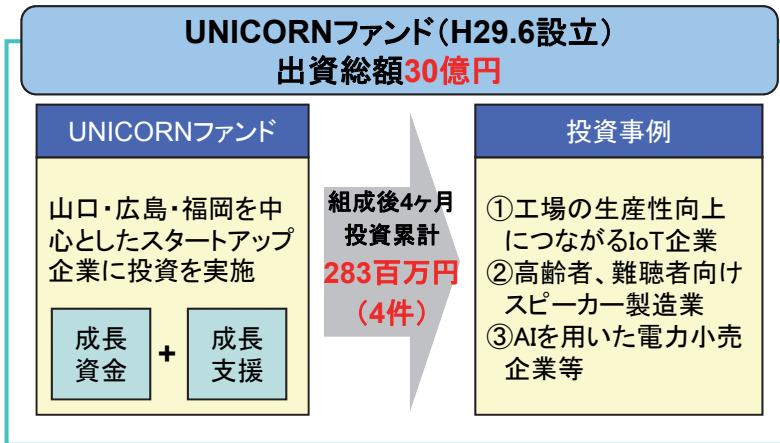 UNICORNファンド（H29.6設立）
出資総額30億円
UNICORNファンド
山口・広島・福岡を中
心としたスタートアップ
企業に投資を実施
成長
資金
+
成長
支援
組成後4ヶ月
投資累計
283百万円
（4件）
投資事例
①工場の生産性向上
につながるIoT企業
②高齢者、難聴者向け
スピーカー製造業
③AIを用いた電力小売
企業等